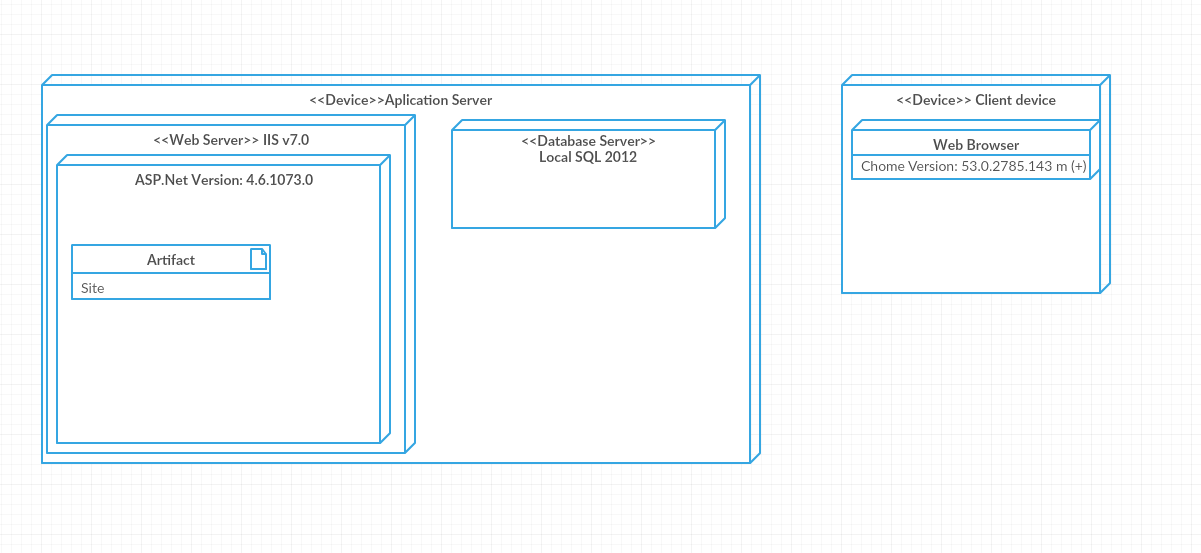 <<Device>>Aplication Server
<<Web Server>> IIS v7.0
ASP.Net Version: 4.6.1073.0
Artifact
Site
<<Database Server>>
Local SQL 2012
<<Device>> Client device
Web Browser
Chome Version: 53.0.2785.143 m (+)